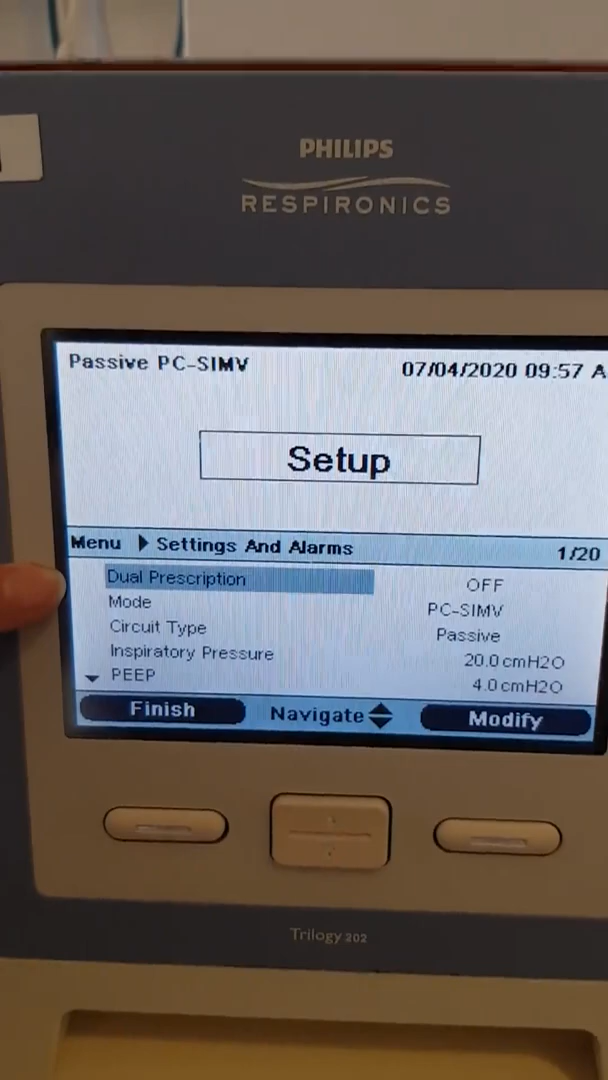 PHILIPS
RESPIRONICS
Passive PC-SIMV 07/04/2020 09:57 A
Setup
Menu Settings And Alarms 1/20
Dual Prescription OFF
Mode PC-SIMV
Circuit Type Passive
Inspiratory Pressure 20.0 cmH2O
PEEP 4.0 cmH2O
Finish Navigate Modify
Trilogy 202